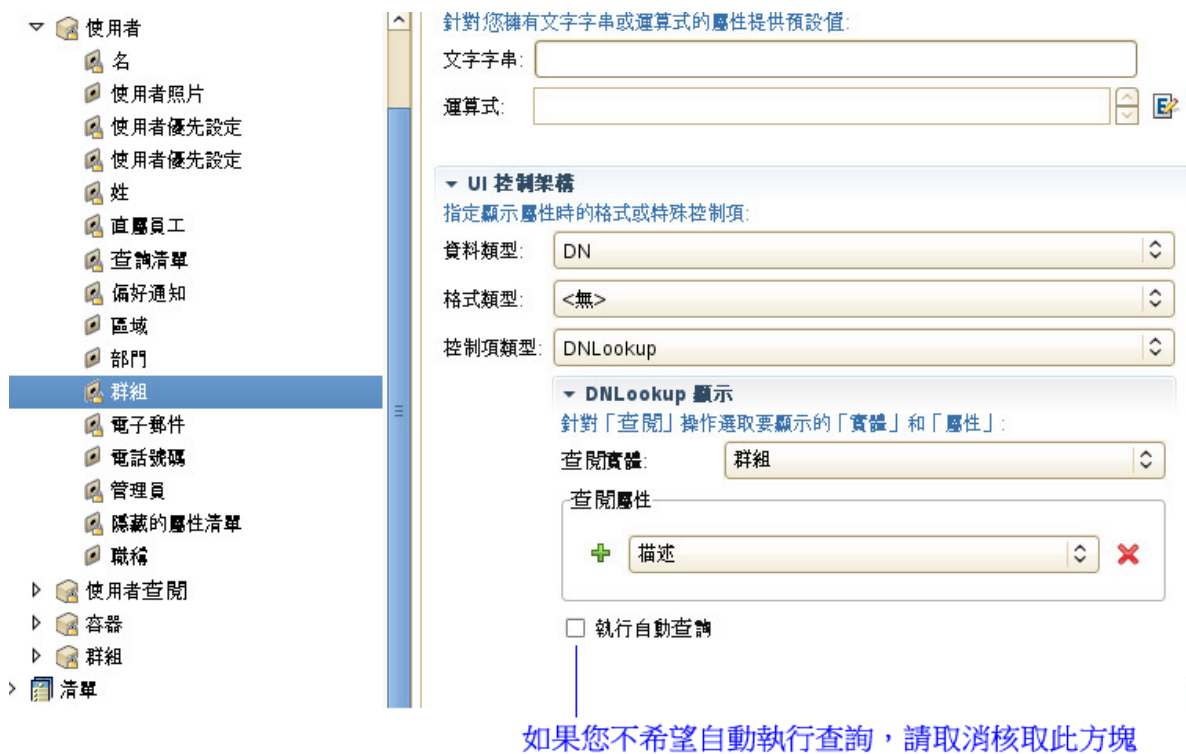 使用者
名
使用者照片
使用者優先設定
使用者優先設定
姓
直屬員工
查詢清單
偏好通知
區域
部門
群組
電子郵件
電話號碼
管理員
隱藏的屬性清單
職稱
使用者查閱
容器
群組
清單
針對您擁有文字字串或運算式的屬性提供預設值:
文字字串:
運算式:
UI 控制架構
指定顯示屬性時的格式或特殊控制項:
資料類型: DN
格式類型: <無>
控制項類型: DNLookup
DNLookup 顯示
針對「查閱」操作選取要顯示的「實體」和「屬性」:
查閱實體: 群組
查閱屬性
描述
執行自動查詢
如果您不希望自動執行查詢，請取消核取此方塊